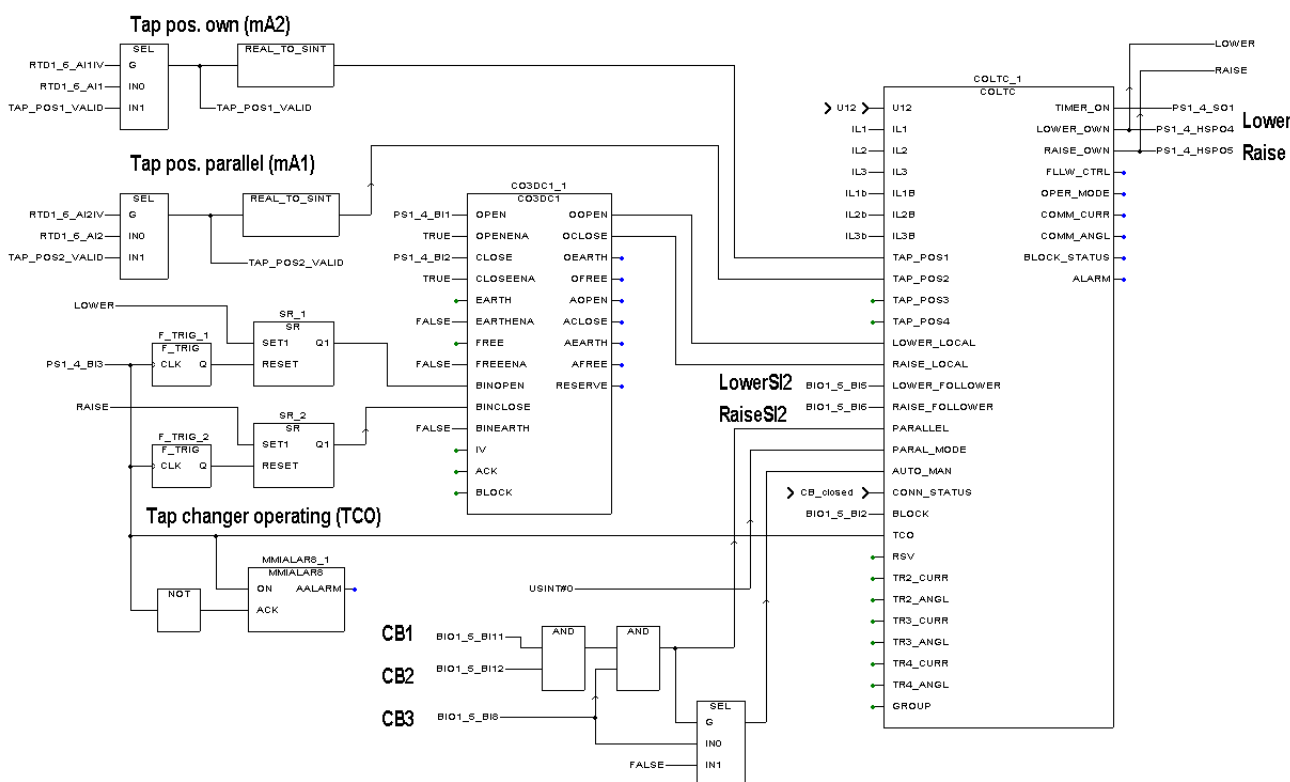 Tap pos. own (mA2)
SEL
REAL_TO_SINT
RTD1_6_AI1IV
G
RTD1_6_AI1
IN0
TAP_POS1_VALID
IN1
TAP_POS1_VALID
Tap pos. parallel (mA1)
SEL
REAL_TO_SINT
RTD1_6_AI2IV
G
RTD1_6_AI2
IN0
TAP_POS2_VALID
IN1
TAP_POS2_VALID
LOWER
SR_1
SR
SET1 Q1
RESET
F_TRIG_1
F_TRIG
CLK Q
PS1_4_BI3
RAISE
SR_2
SR
SET1 Q1
RESET
F_TRIG_2
F_TRIG
CLK Q
Tap changer operating (TCO)
MMIALAR8_1
MMIALAR8
ON AALARM
ACK
NOT
CO3DC1_1
CO3DC1
PS1_4_BI1 OPEN OOPEN
TRUE OPENENA OCLOSE
PS1_4_BI2 CLOSE OEARTH
TRUE CLOSEENA OFREE
EARTH AOPEN
FALSE EARTHENA ACLOSE
FREE AEARTH
FALSE FREEENA AFREE
BINOPEN RESERVE
BINCLOSE
FALSE BINEARTH
IV
ACK
BLOCK
CB1 BIO1_5_BI11
CB2 BIO1_5_BI12
CB3 BIO1_5_BI8
AND
AND
USINT#0
SEL
G
IN0
FALSE IN1
LOWER
RAISE
COLTC_1
COLTC
U12 U12 TIMER_ON PS1_4_SO1
IL1 IL1 LOWER_OWN PS1_4_HSPO4 Lower
IL2 IL2 RAISE_OWN PS1_4_HSPO5 Raise
IL3 IL3 FLLW_CTRL
IL1b IL1B OPER_MODE
IL2b IL2B COMM_CURR
IL3b IL3B COMM_ANGL
TAP_POS1 BLOCK_STATUS
TAP_POS2 ALARM
TAP_POS3
TAP_POS4
LOWER_LOCAL
RAISE_LOCAL
LowerSI2 BIO1_5_BI5 LOWER_FOLLOWER
RaiseSI2 BIO1_5_BI6 RAISE_FOLLOWER
PARALLEL
PARAL_MODE
AUTO_MAN
CB_closed CONN_STATUS
BIO1_5_BI2 BLOCK
TCO
RSV
TR2_CURR
TR2_ANGL
TR3_CURR
TR3_ANGL
TR4_CURR
TR4_ANGL
GROUP